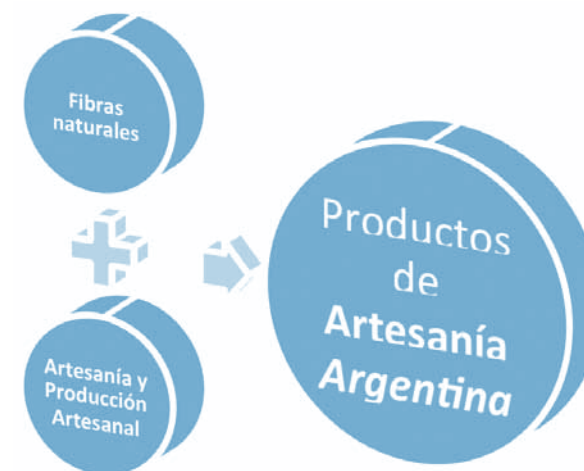 Fibras
naturales
Artesanía y
Producción
Artesanal
Productos
de
Artesanía
Argentina